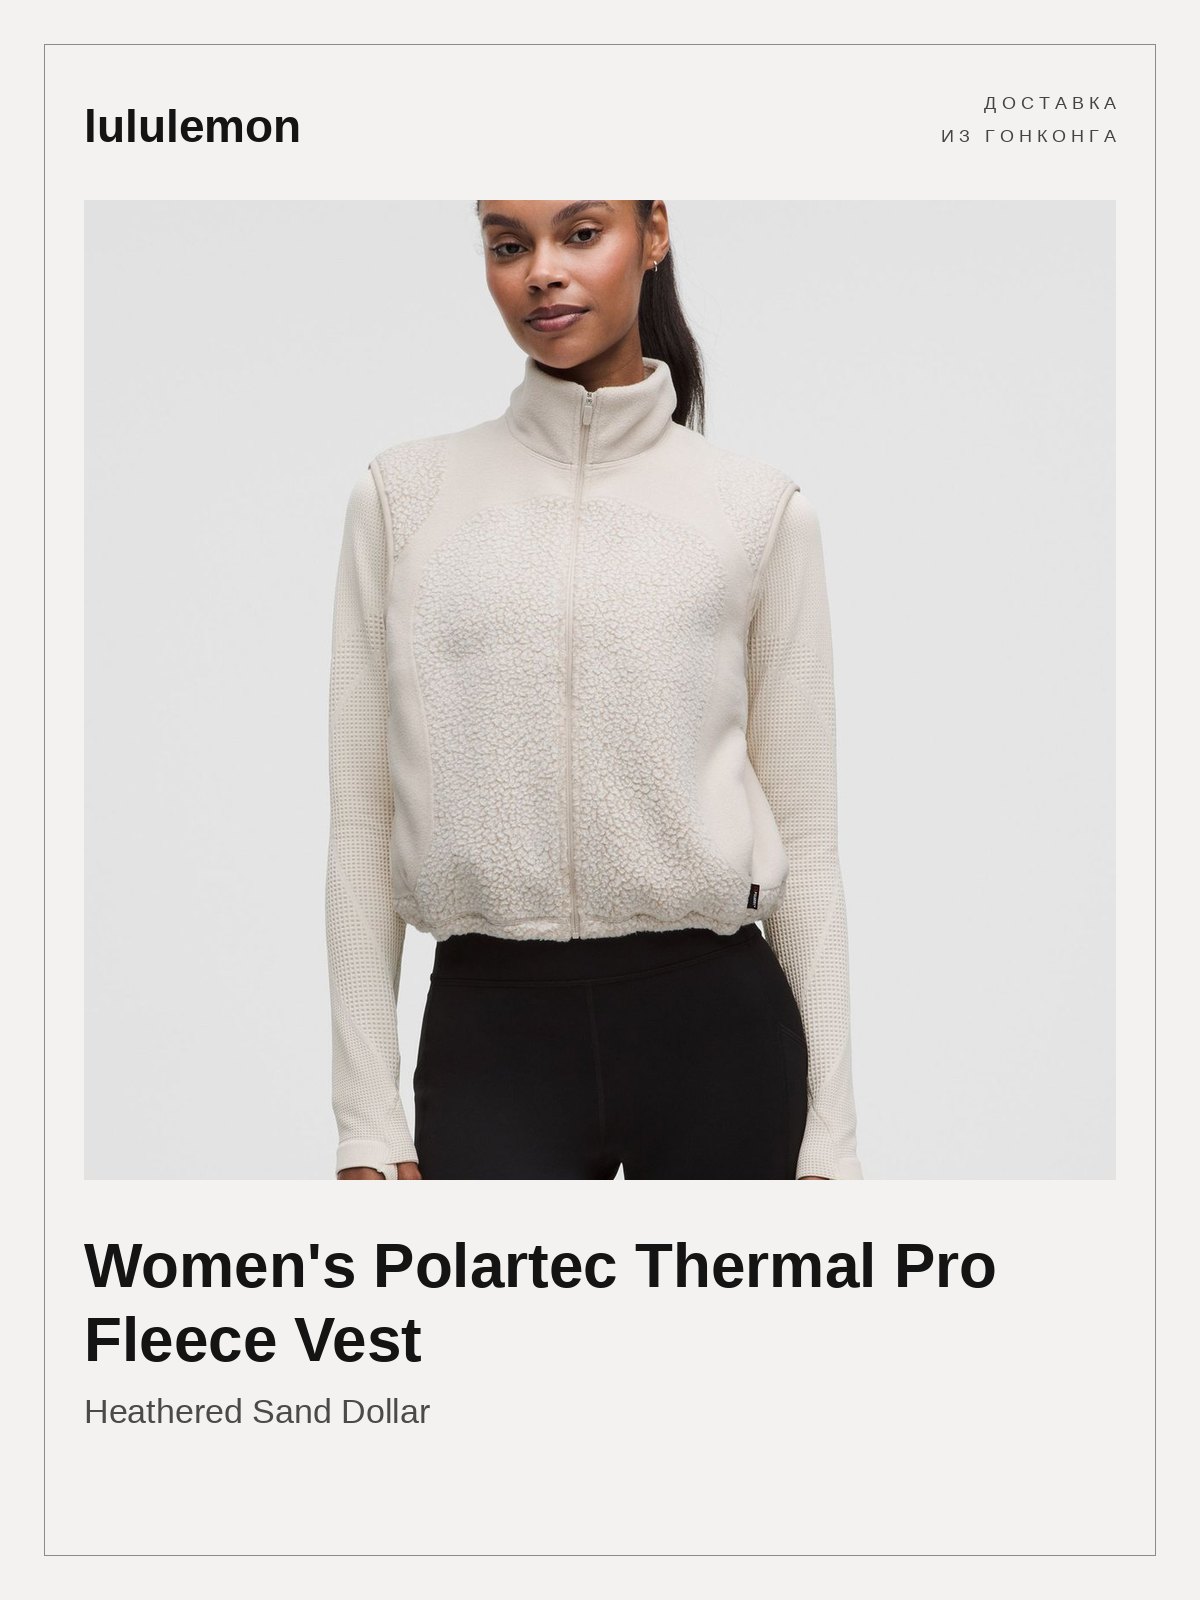 lululemon
ДОСТАВКА
ИЗ ГОНКОНГА
Women's Polartec Thermal Pro
Fleece Vest
Heathered Sand Dollar